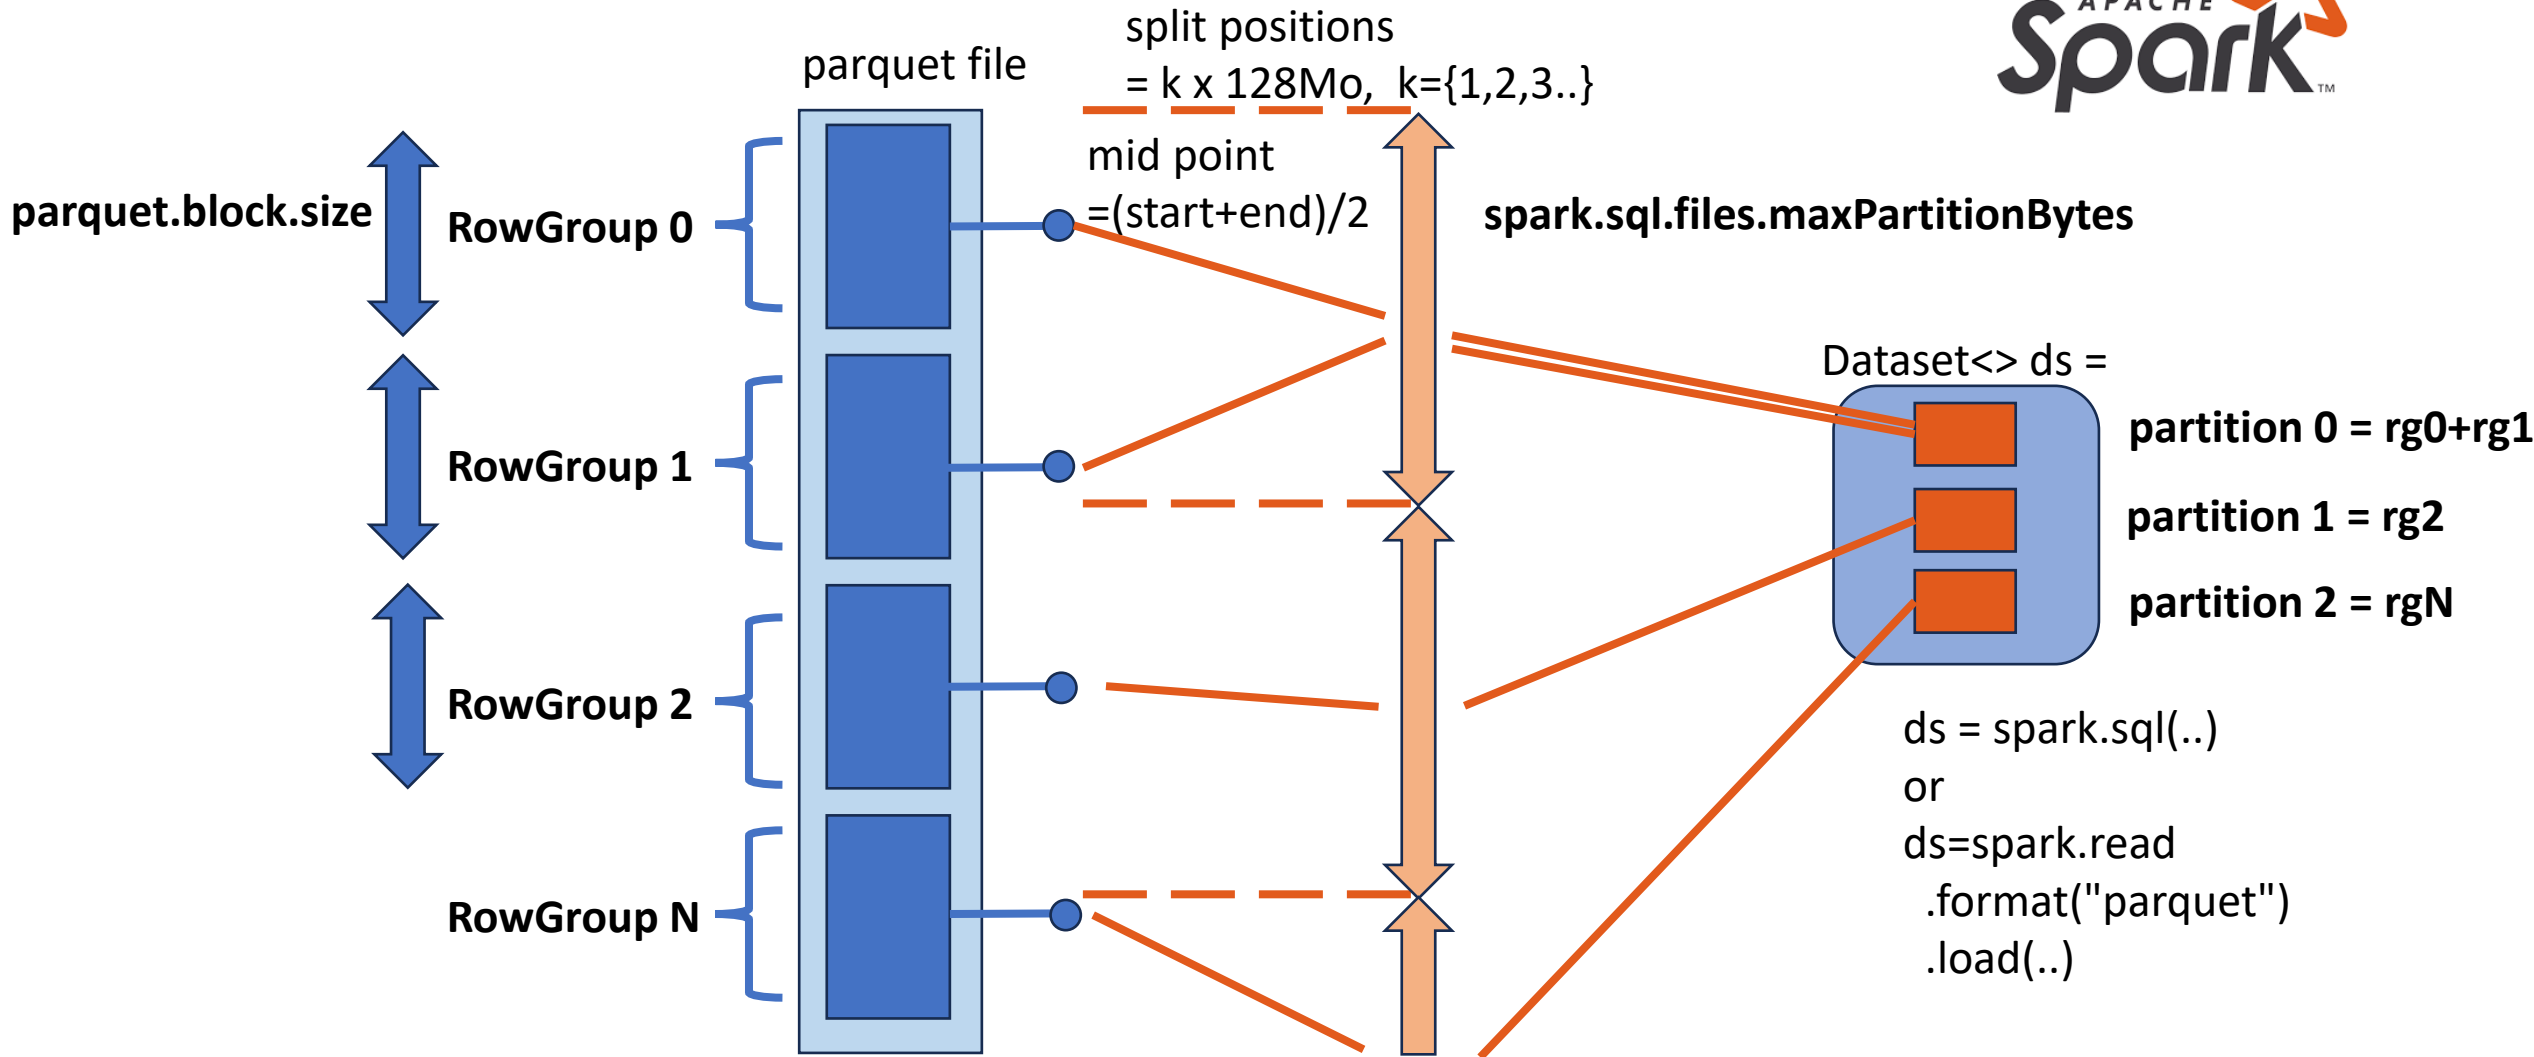 APACHE
Spark™
split positions
= k x 128Mo,  k={1,2,3..}
parquet file
mid point
=(start+end)/2
parquet.block.size
RowGroup 0
spark.sql.files.maxPartitionBytes
Dataset<> ds =
partition 0 = rg0+rg1
RowGroup 1
partition 1 = rg2
partition 2 = rgN
RowGroup 2
ds = spark.sql(..)
or
ds=spark.read
.format("parquet")
.load(..)
RowGroup N